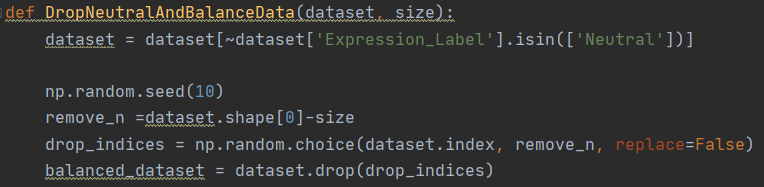 def DropNeutralAndBalanceData(dataset, size):
    dataset = dataset[~dataset['Expression_Label'].isin(['Neutral'])]
    np.random.seed(10)
    remove_n =dataset.shape[0]-size
    drop_indices = np.random.choice(dataset.index, remove_n, replace=False)
    balanced_dataset = dataset.drop(drop_indices)